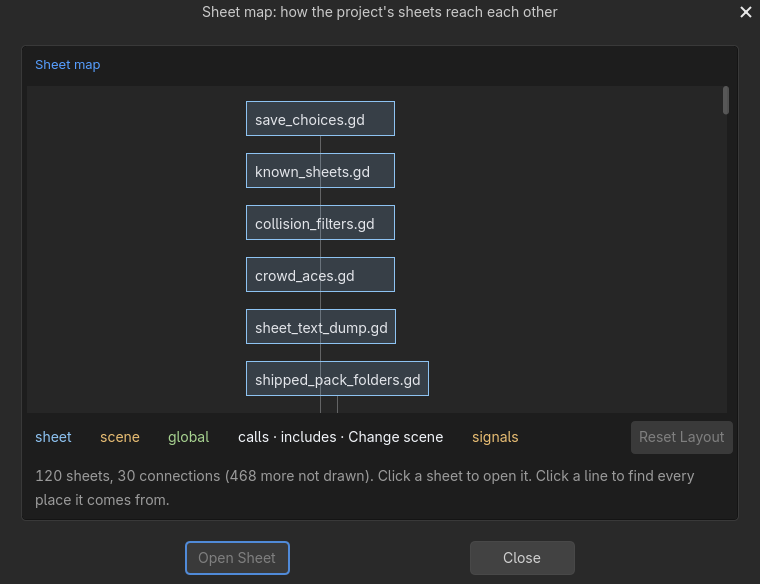 Sheet map: how the project's sheets reach each other
Sheet map
save_choices.gd
known_sheets.gd
collision_filters.gd
crowd_aces.gd
sheet_text_dump.gd
shipped_pack_folders.gd
sheet scene global calls · includes · Change scene signals Reset Layout
120 sheets, 30 connections (468 more not drawn). Click a sheet to open it. Click a line to find every
place it comes from.
Open Sheet Close